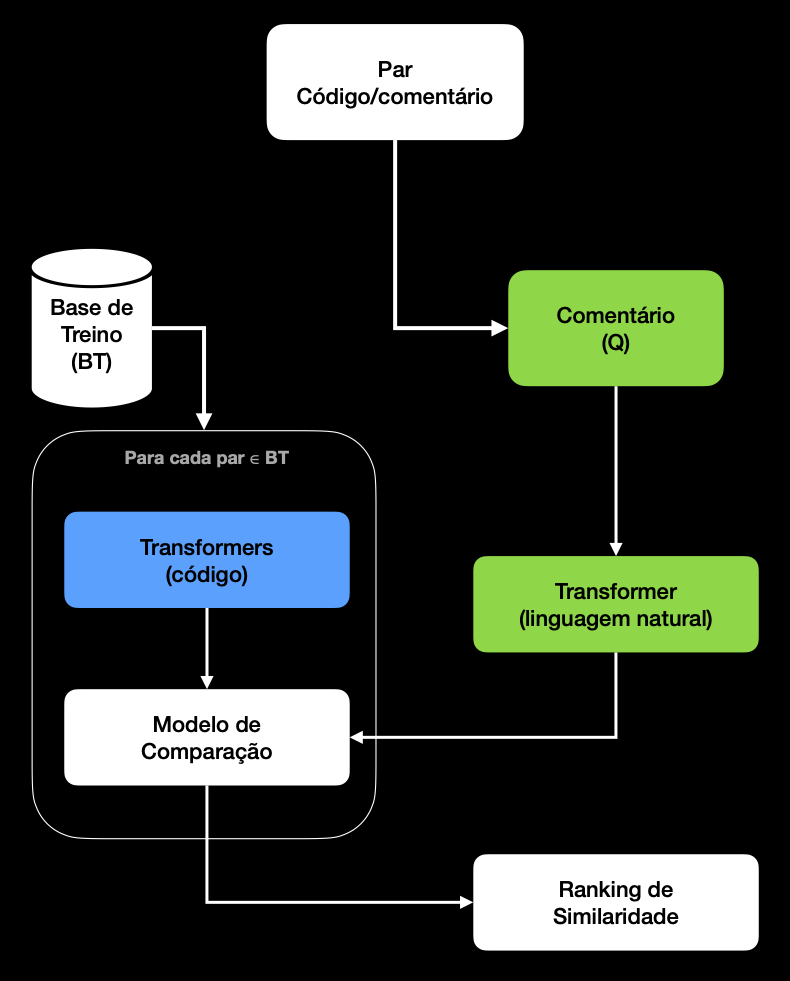 Par
Código/comentário
Base de
Treino
(BT)
Comentário
(Q)
Para cada par ∈ BT
Transformers
(código)
Transformer
(linguagem natural)
Modelo de
Comparação
Ranking de
Similaridade